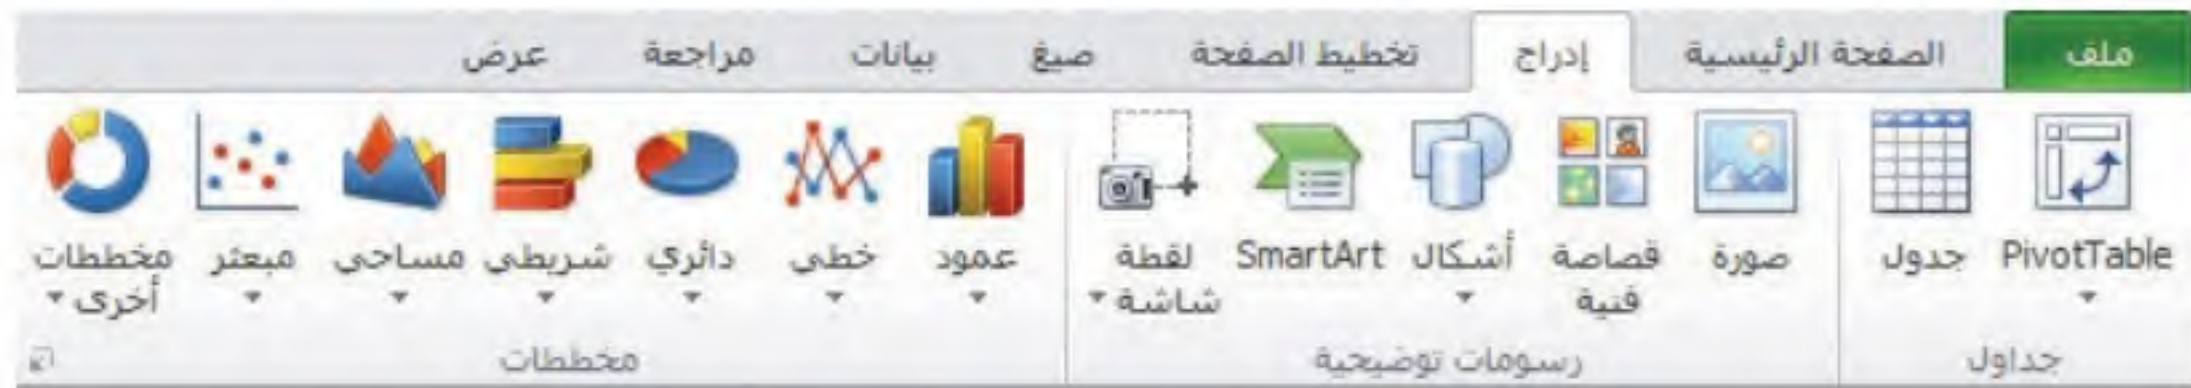 ملف الصفحة الرئيسية إدراج تخطيط الصفحة صيغ بيانات مراجعة عرض
PivotTable جدول صورة قصاصة فنية أشكال SmartArt لقطة شاشة عمود خطي دائري شريطي مساحي مبعثر مخططات أخرى
جداول رسومات توضيحية مخططات